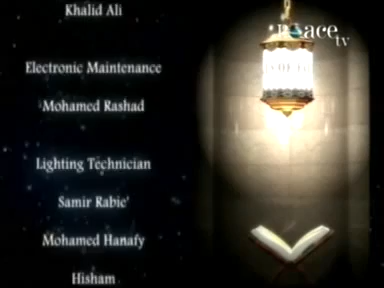 Khalid Ali
peace
tv
Electronic Maintenance
Mohamed Rashad
Lighting Technician
Samir Rabie'
Mohamed Hanafy
Hisham